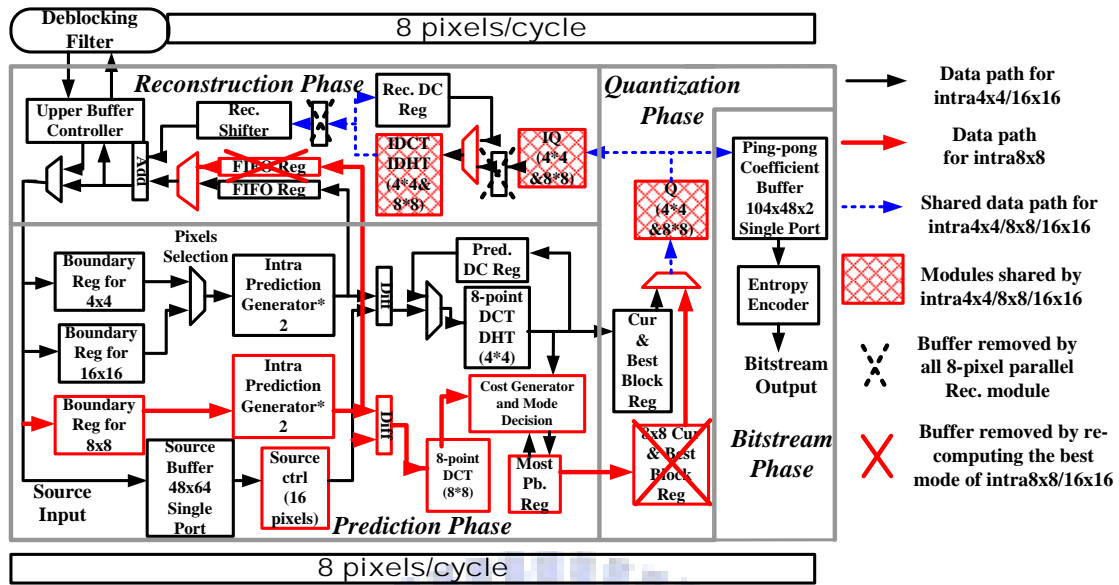 Deblocking
Filter
8 pixels/cycle
Reconstruction Phase
Quantization
Phase
Upper Buffer
Controller
Rec.
Shifter
Rec. DC
Reg
IDCT
IDHT
(4*4&
8*8)
IQ
(4*4
&8*8)
Add
FIFO Reg
FIFO Reg
Q
(4*4
&8*8)
Ping-pong
Coefficient
Buffer
104x48x2
Single Port
Entropy
Encoder
Bitstream
Output
Bitstream
Phase
Pixels
Selection
Boundary
Reg for
4x4
Boundary
Reg for
16x16
Boundary
Reg for
8x8
Intra
Prediction
Generator*
2
Intra
Prediction
Generator*
2
Diff
Diff
Pred.
DC Reg
8-point
DCT
DHT
(4*4)
Cur
&
Best
Block
Reg
Cost Generator
and Mode
Decision
8-point
DCT
(8*8)
Most
Pb.
Reg
8x8 Cur
& Best
Block
Reg
Source
Input
Source
Buffer
48x64
Single
Port
Source
ctrl
(16
pixels)
Prediction Phase
8 pixels/cycle
Data path for
intra4x4/16x16
Data path
for intra8x8
Shared data path for
intra4x4/8x8/16x16
Modules shared by
intra4x4/8x8/16x16
Buffer removed by
all 8-pixel parallel
Rec. module
Buffer removed by re-
computing the best
mode of intra8x8/16x16